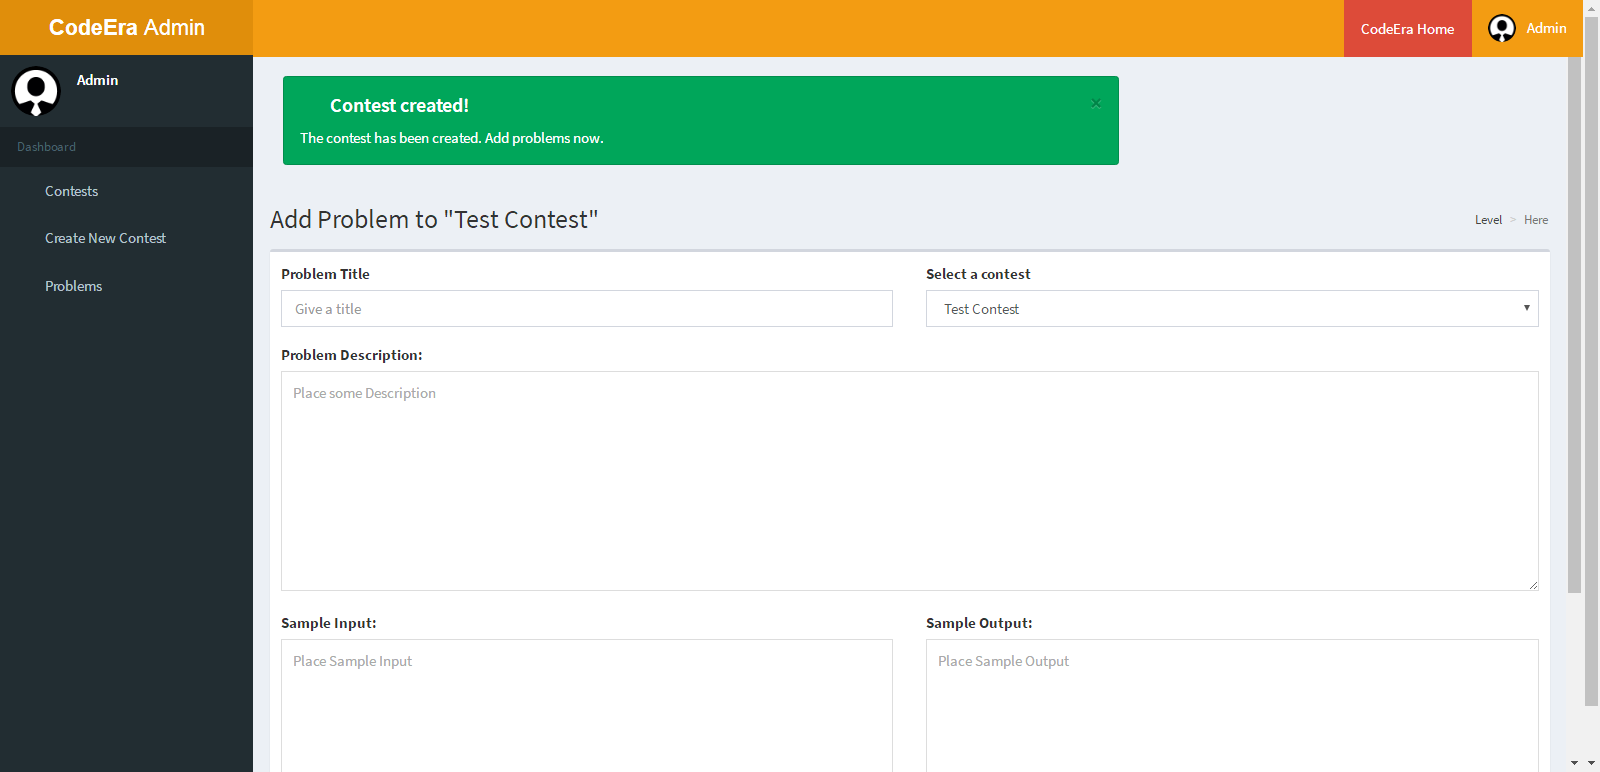 CodeEra Admin
CodeEra Home
Admin
Admin
Dashboard
Contests
Create New Contest
Problems
Contest created!
×
The contest has been created. Add problems now.
Add Problem to "Test Contest"
Level > Here
Problem Title
Give a title
Select a contest
Test Contest
Problem Description:
Place some Description
Sample Input:
Place Sample Input
Sample Output:
Place Sample Output